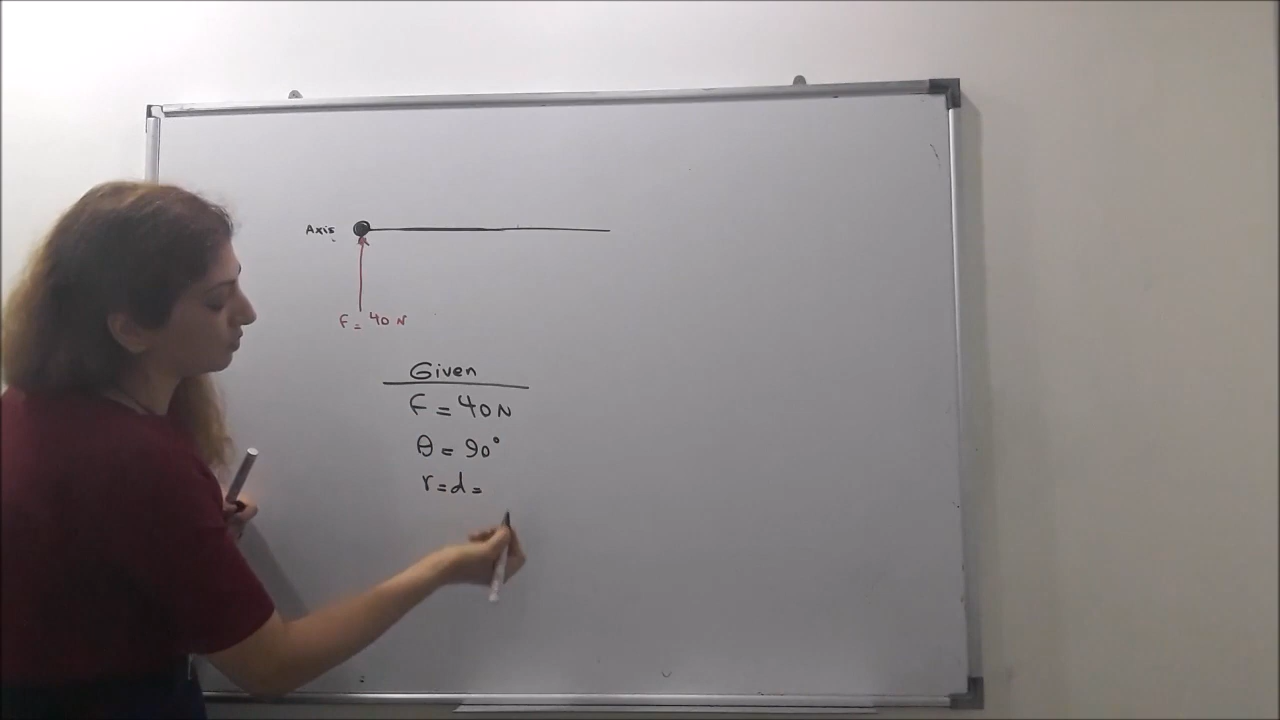 Axis
F = 40 N
Given
F = 40N
θ = 90°
r = d =